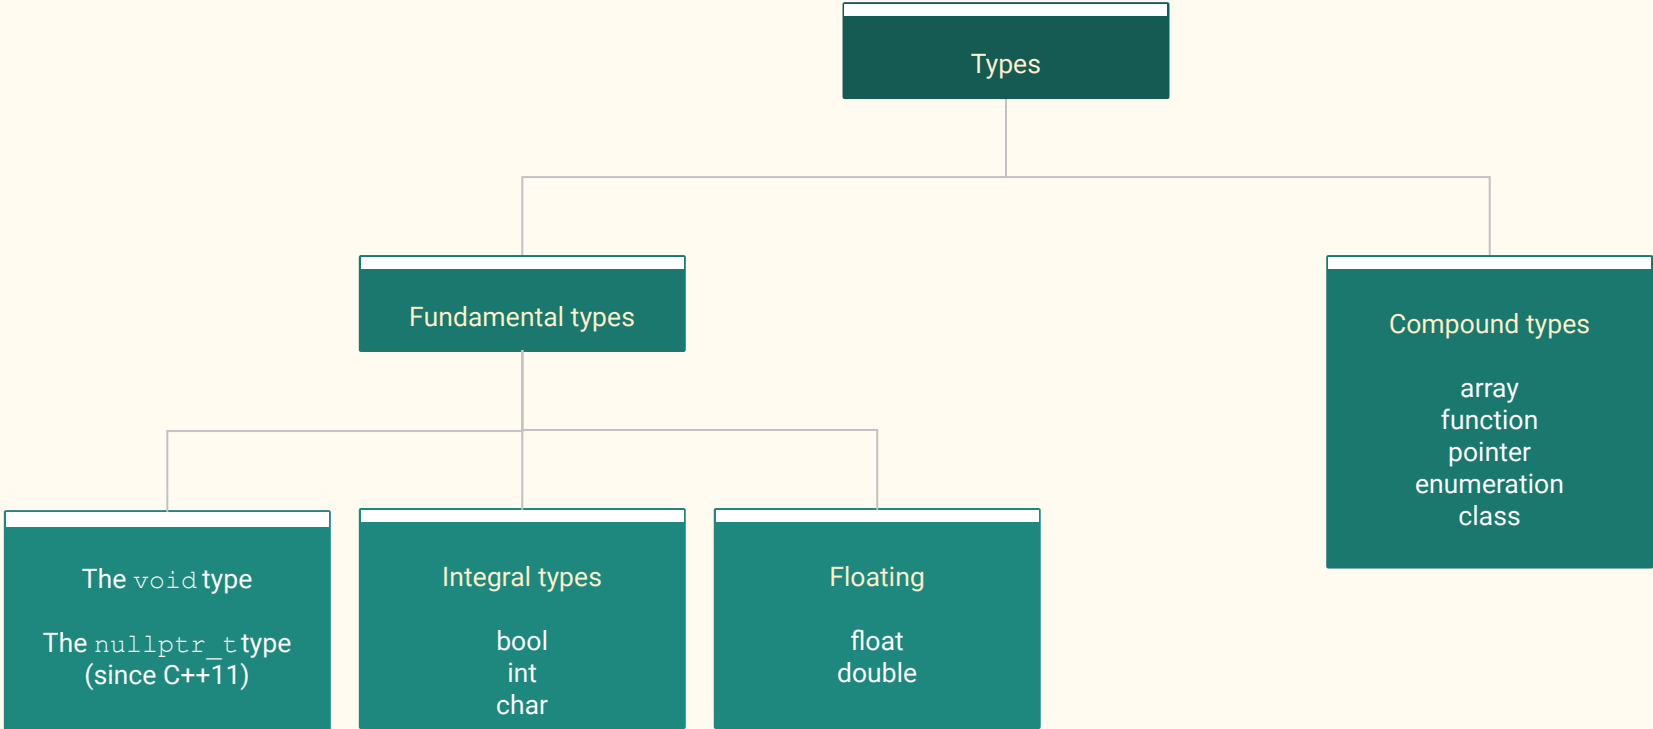 Types
Fundamental types
Compound types
array
function
pointer
enumeration
class
The void type
The nullptr_t type
(since C++11)
Integral types
bool
int
char
Floating
float
double